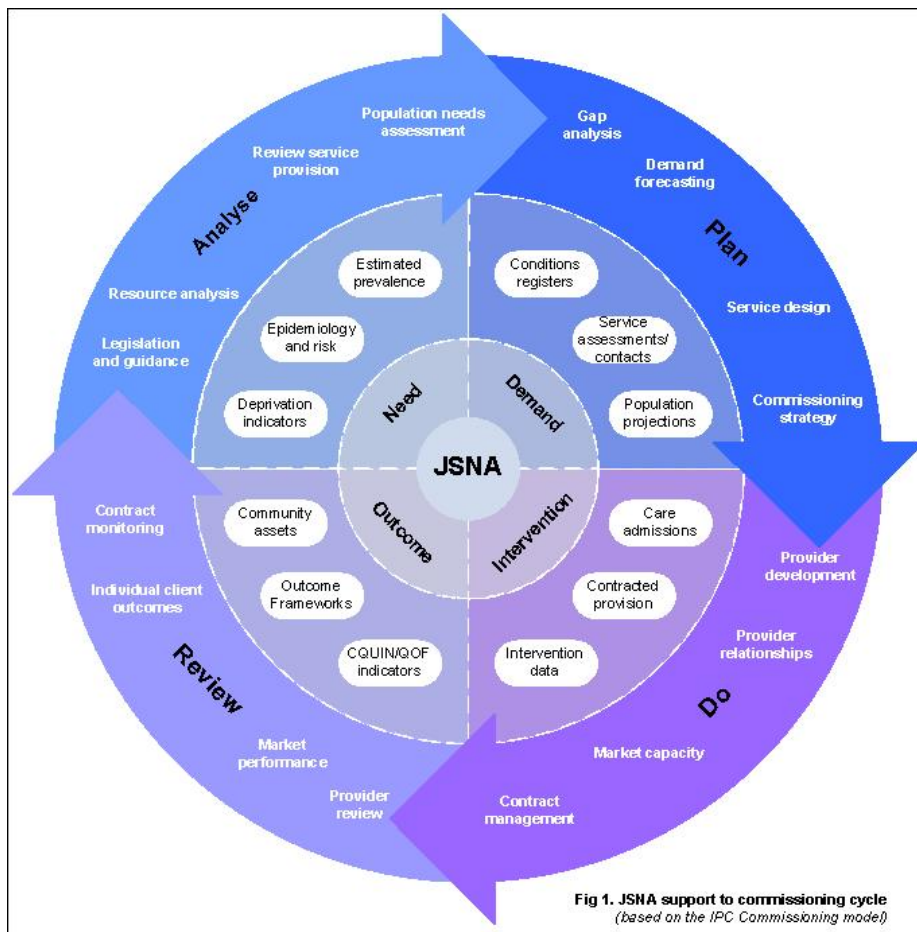 Population needs
assessment
Review service
provision
Analyse
Resource analysis
Legislation
and guidance
Gap
analysis
Demand
forecasting
Plan
Service design
Commissioning
strategy
Provider
development
Provider
relationships
Do
Market capacity
Contract
management
Provider
review
Market
performance
Review
Individual client
outcomes
Contract
monitoring
Estimated
prevalence
Epidemiology
and risk
Deprivation
indicators
Need
Conditions
registers
Service
assessments/
contacts
Population
projections
Demand
JSNA
Care
admissions
Contracted
provision
Intervention
data
Intervention
Community
assets
Outcome
Frameworks
CQUIN/QOF
indicators
Outcome
Fig 1. JSNA support to commissioning cycle
(based on the IPC Commissioning model)